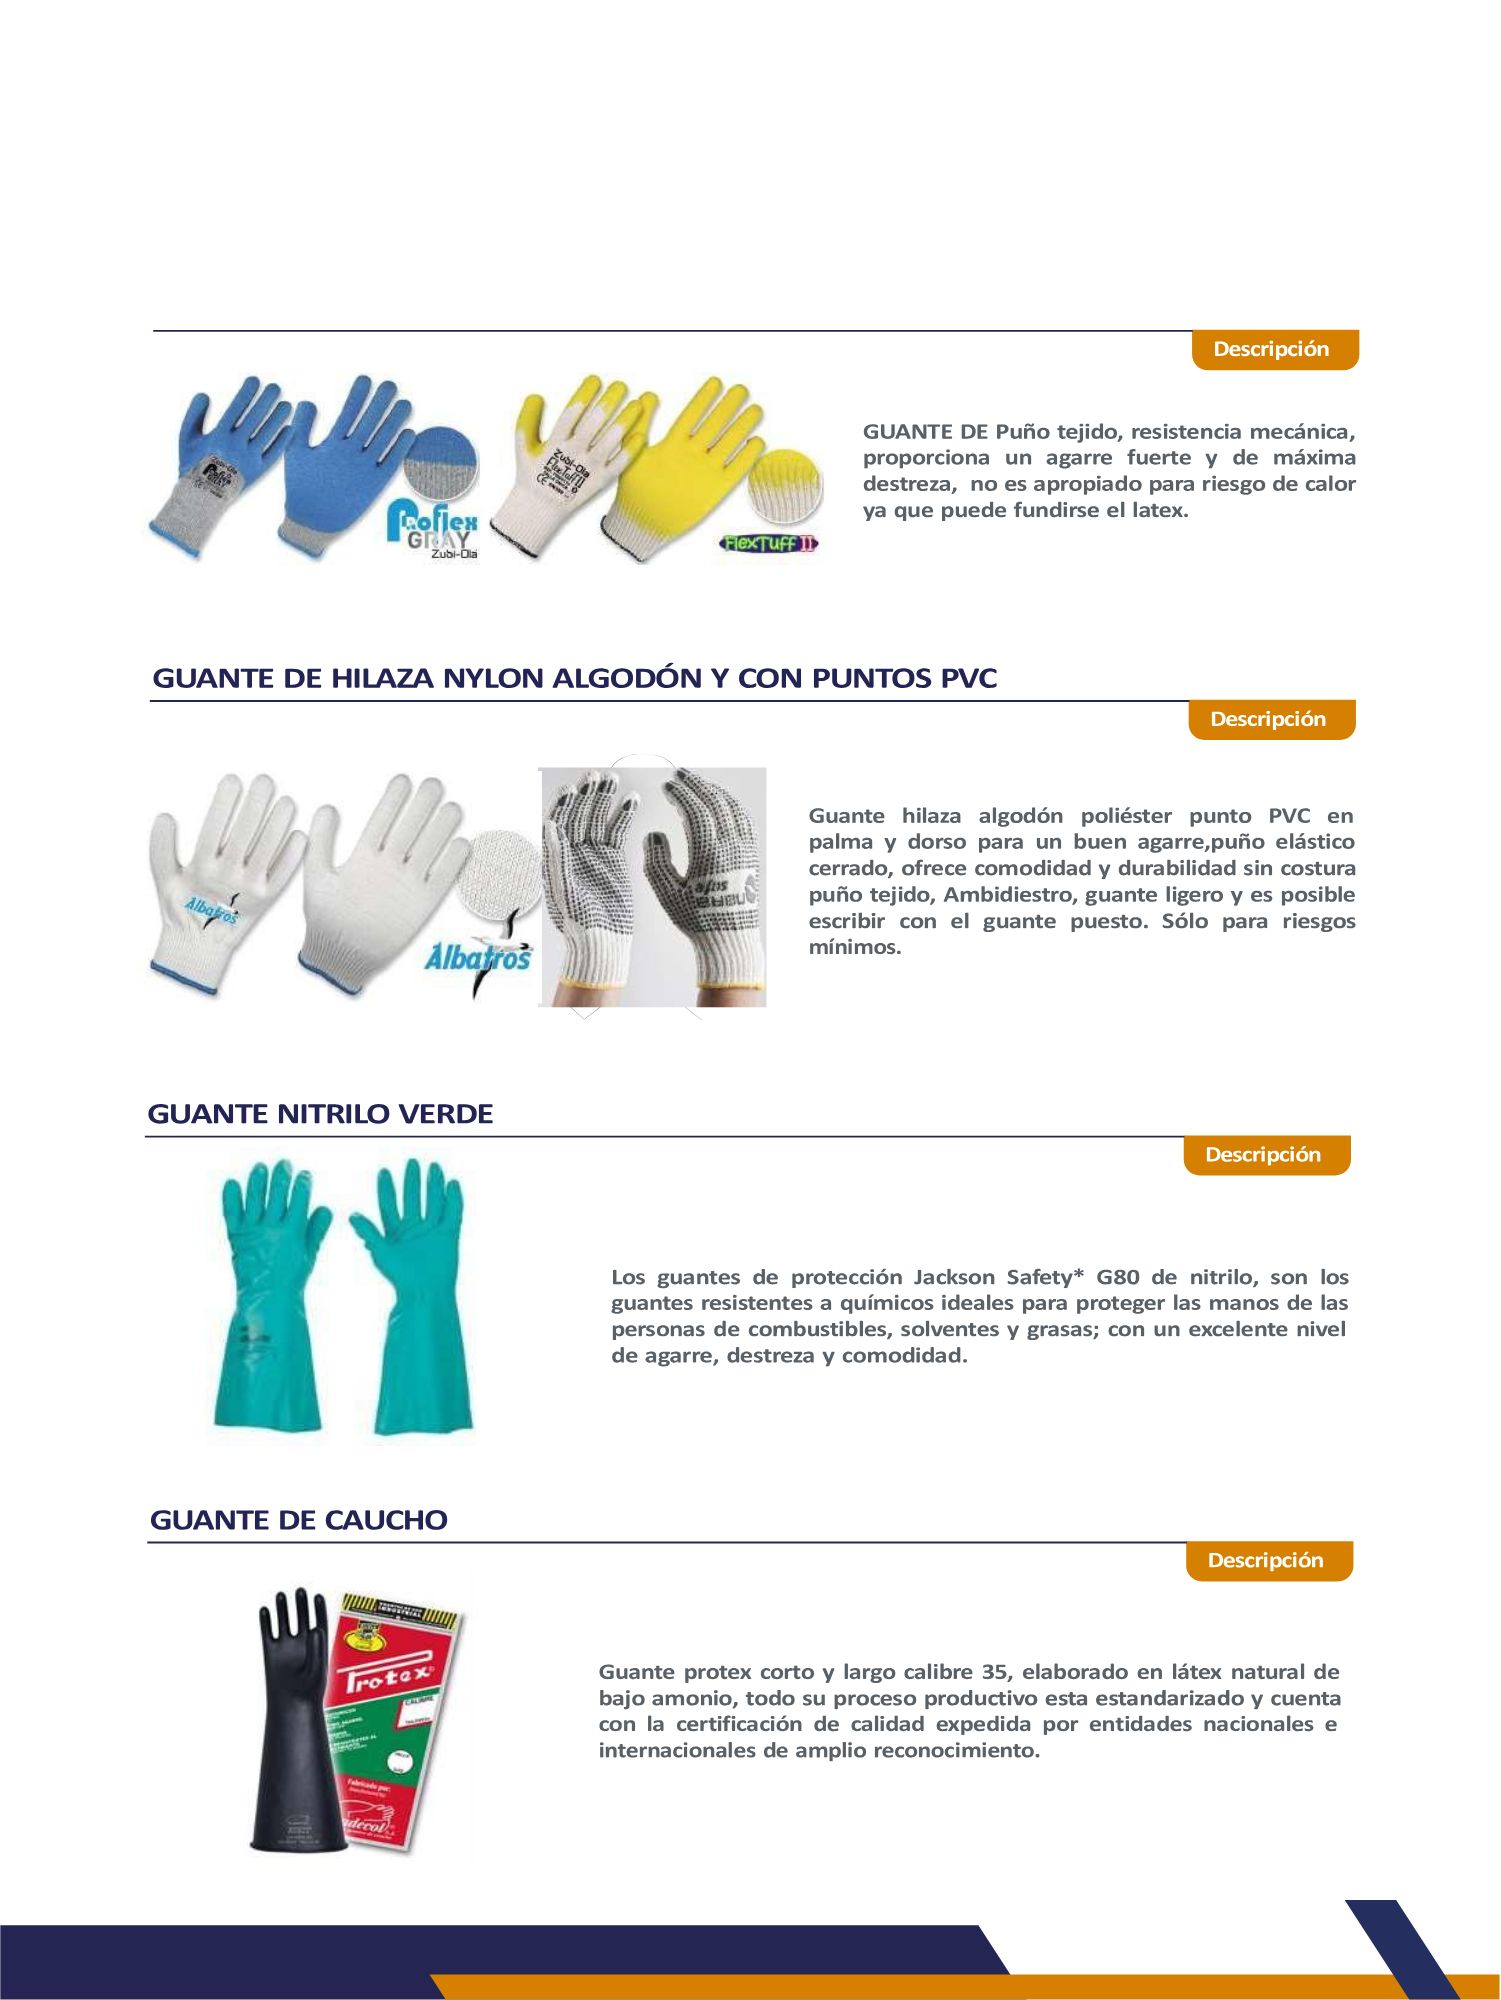 Descripción
Zubi-Ola
Proflex
GRAY
Zubi-Ola
Zubi-Ola
FlexTuff II
FlexTuff II
GUANTE DE Puño tejido, resistencia mecánica,
proporciona un agarre fuerte y de máxima
destreza, no es apropiado para riesgo de calor
ya que puede fundirse el latex.
GUANTE DE HILAZA NYLON ALGODÓN Y CON PUNTOS PVC
Descripción
Albatros
Albatros
safe
Guante hilaza algodón poliéster punto PVC en
palma y dorso para un buen agarre,puño elástico
cerrado, ofrece comodidad y durabilidad sin costura
puño tejido, Ambidiestro, guante ligero y es posible
escribir con el guante puesto. Sólo para riesgos
mínimos.
GUANTE NITRILO VERDE
Descripción
Los guantes de protección Jackson Safety* G80 de nitrilo, son los
guantes resistentes a químicos ideales para proteger las manos de las
personas de combustibles, solventes y grasas; con un excelente nivel
de agarre, destreza y comodidad.
GUANTE DE CAUCHO
Descripción
INDUSTRIAL
Protex
CALIBRE
Fabricado por:
Guante protex corto y largo calibre 35, elaborado en látex natural de
bajo amonio, todo su proceso productivo esta estandarizado y cuenta
con la certificación de calidad expedida por entidades nacionales e
internacionales de amplio reconocimiento.